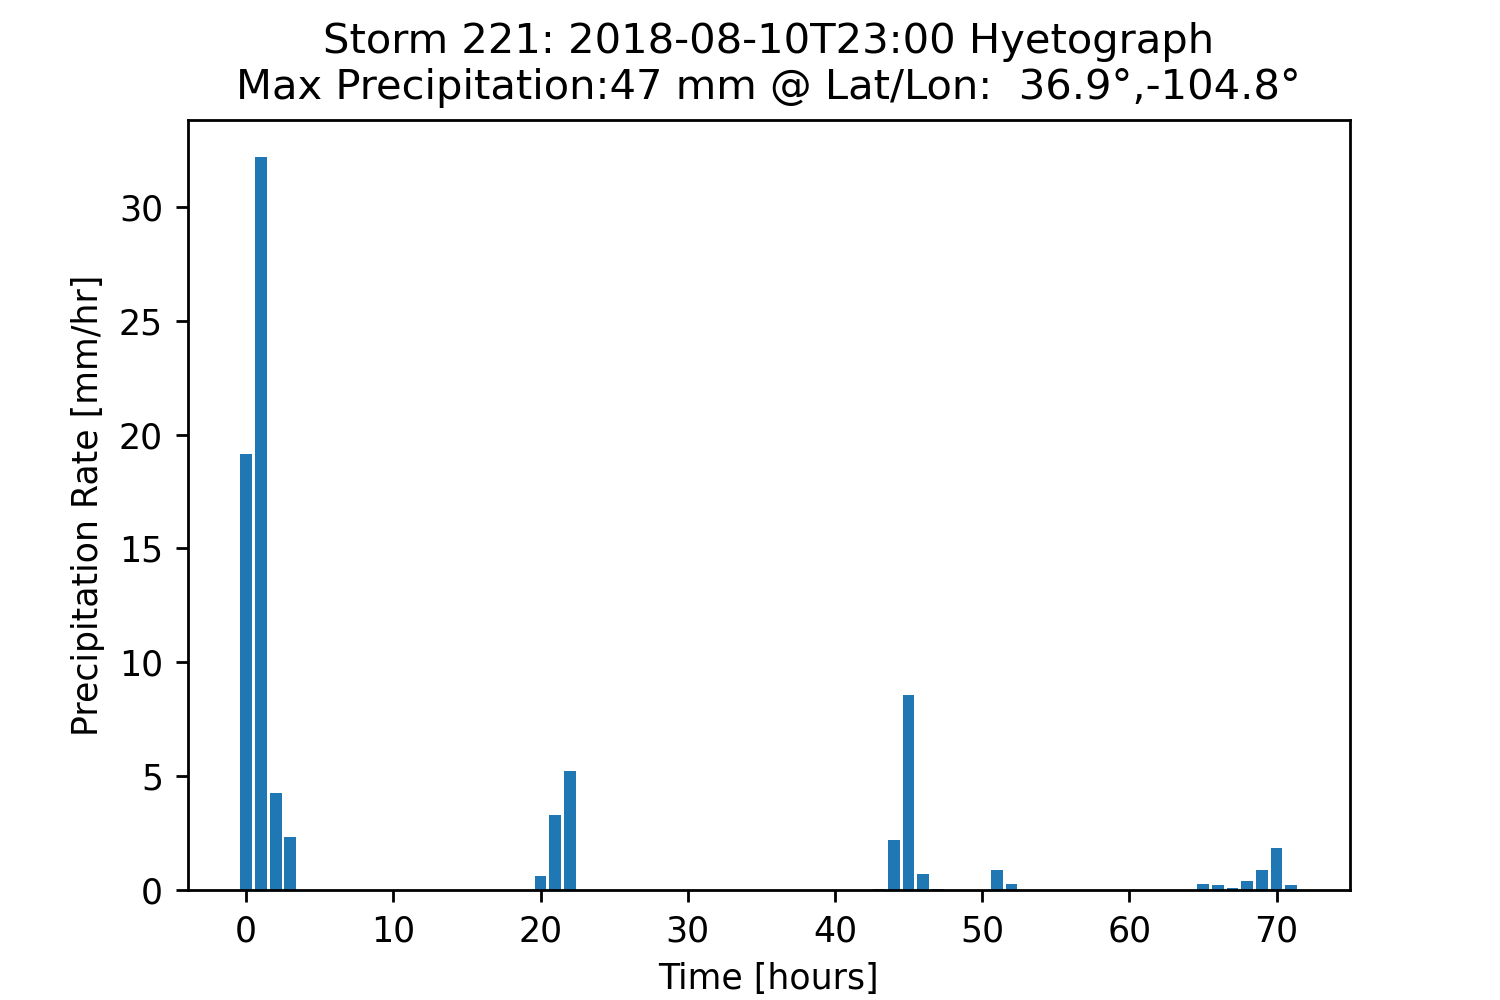 Storm 221: 2018-08-10T23:00 Hyetograph
Max Precipitation:47 mm @ Lat/Lon:  36.9°,-104.8°
Precipitation Rate [mm/hr]
30
25
20
15
10
5
0
0 10 20 30 40 50 60 70
Time [hours]